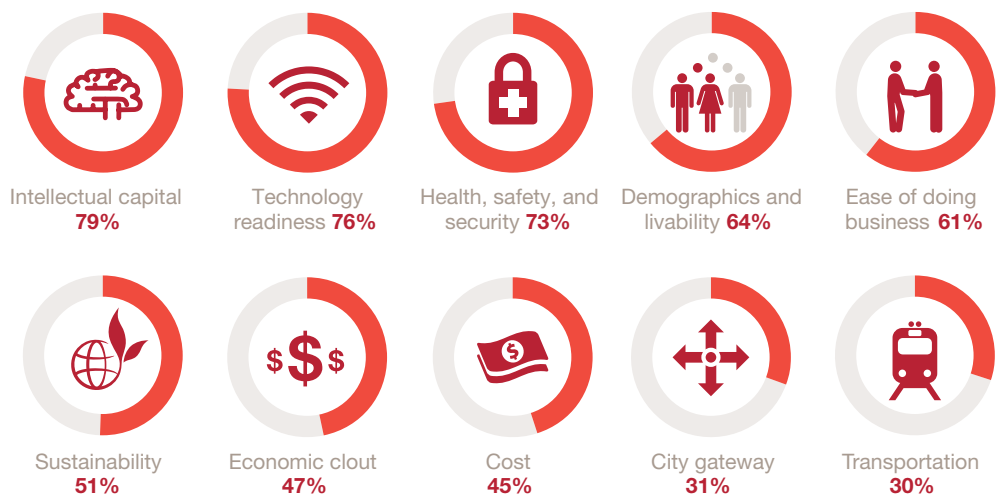 Intellectual capital
79%
Technology
readiness 76%
Health, safety, and
security 73%
Demographics and
livability 64%
Ease of doing
business 61%
$ $ $
$
Sustainability
51%
Economic clout
47%
Cost
45%
City gateway
31%
Transportation
30%